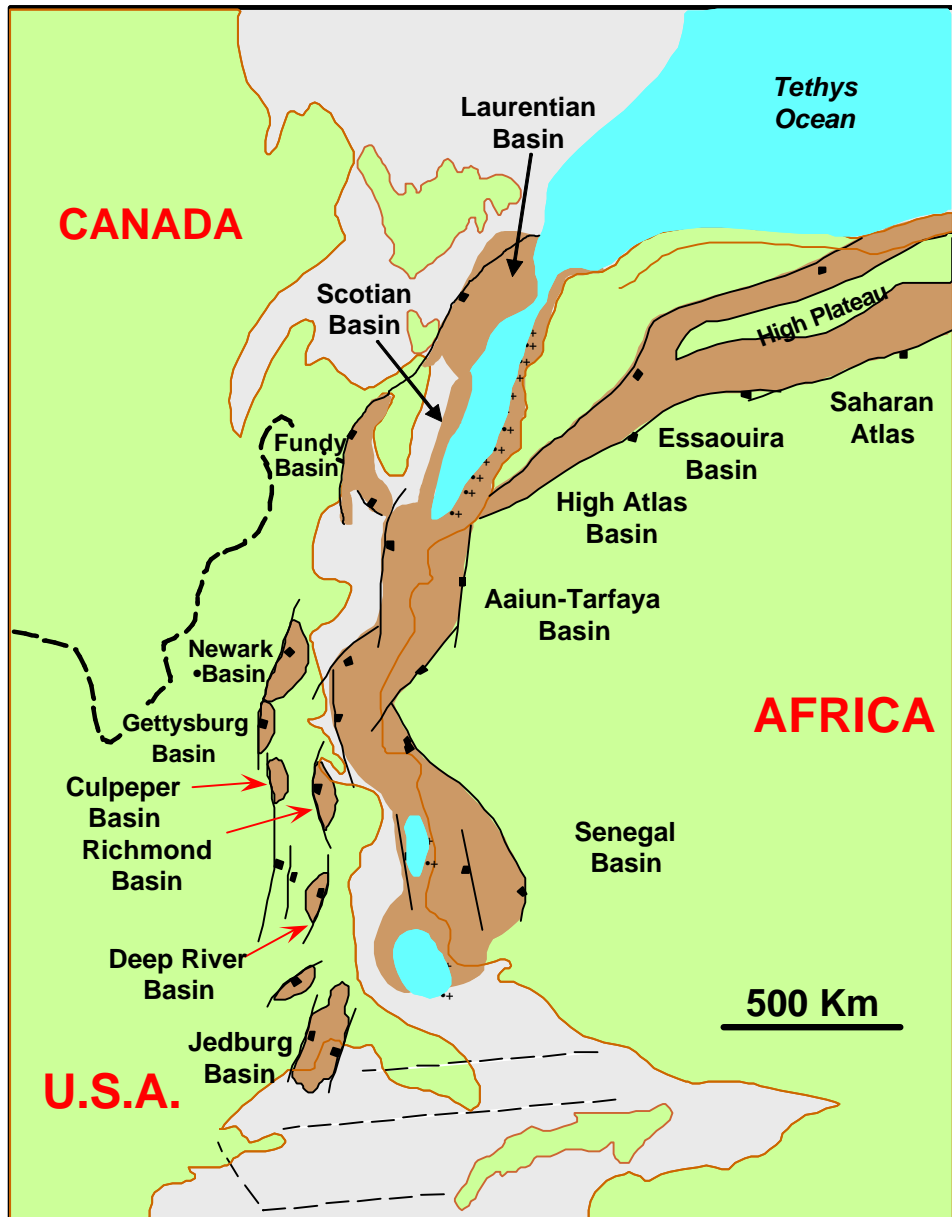 Tethys
Ocean
Laurentian
Basin
CANADA
Scotian
Basin
High Plateau
Saharan
Atlas
Essaouira
Basin
Fundy
Basin
High Atlas
Basin
Aaiun-Tarfaya
Basin
Newark
•Basin
Gettysburg
Basin
AFRICA
Culpeper
Basin
Richmond
Basin
Senegal
Basin
Deep River
Basin
500 Km
Jedburg
Basin
U.S.A.